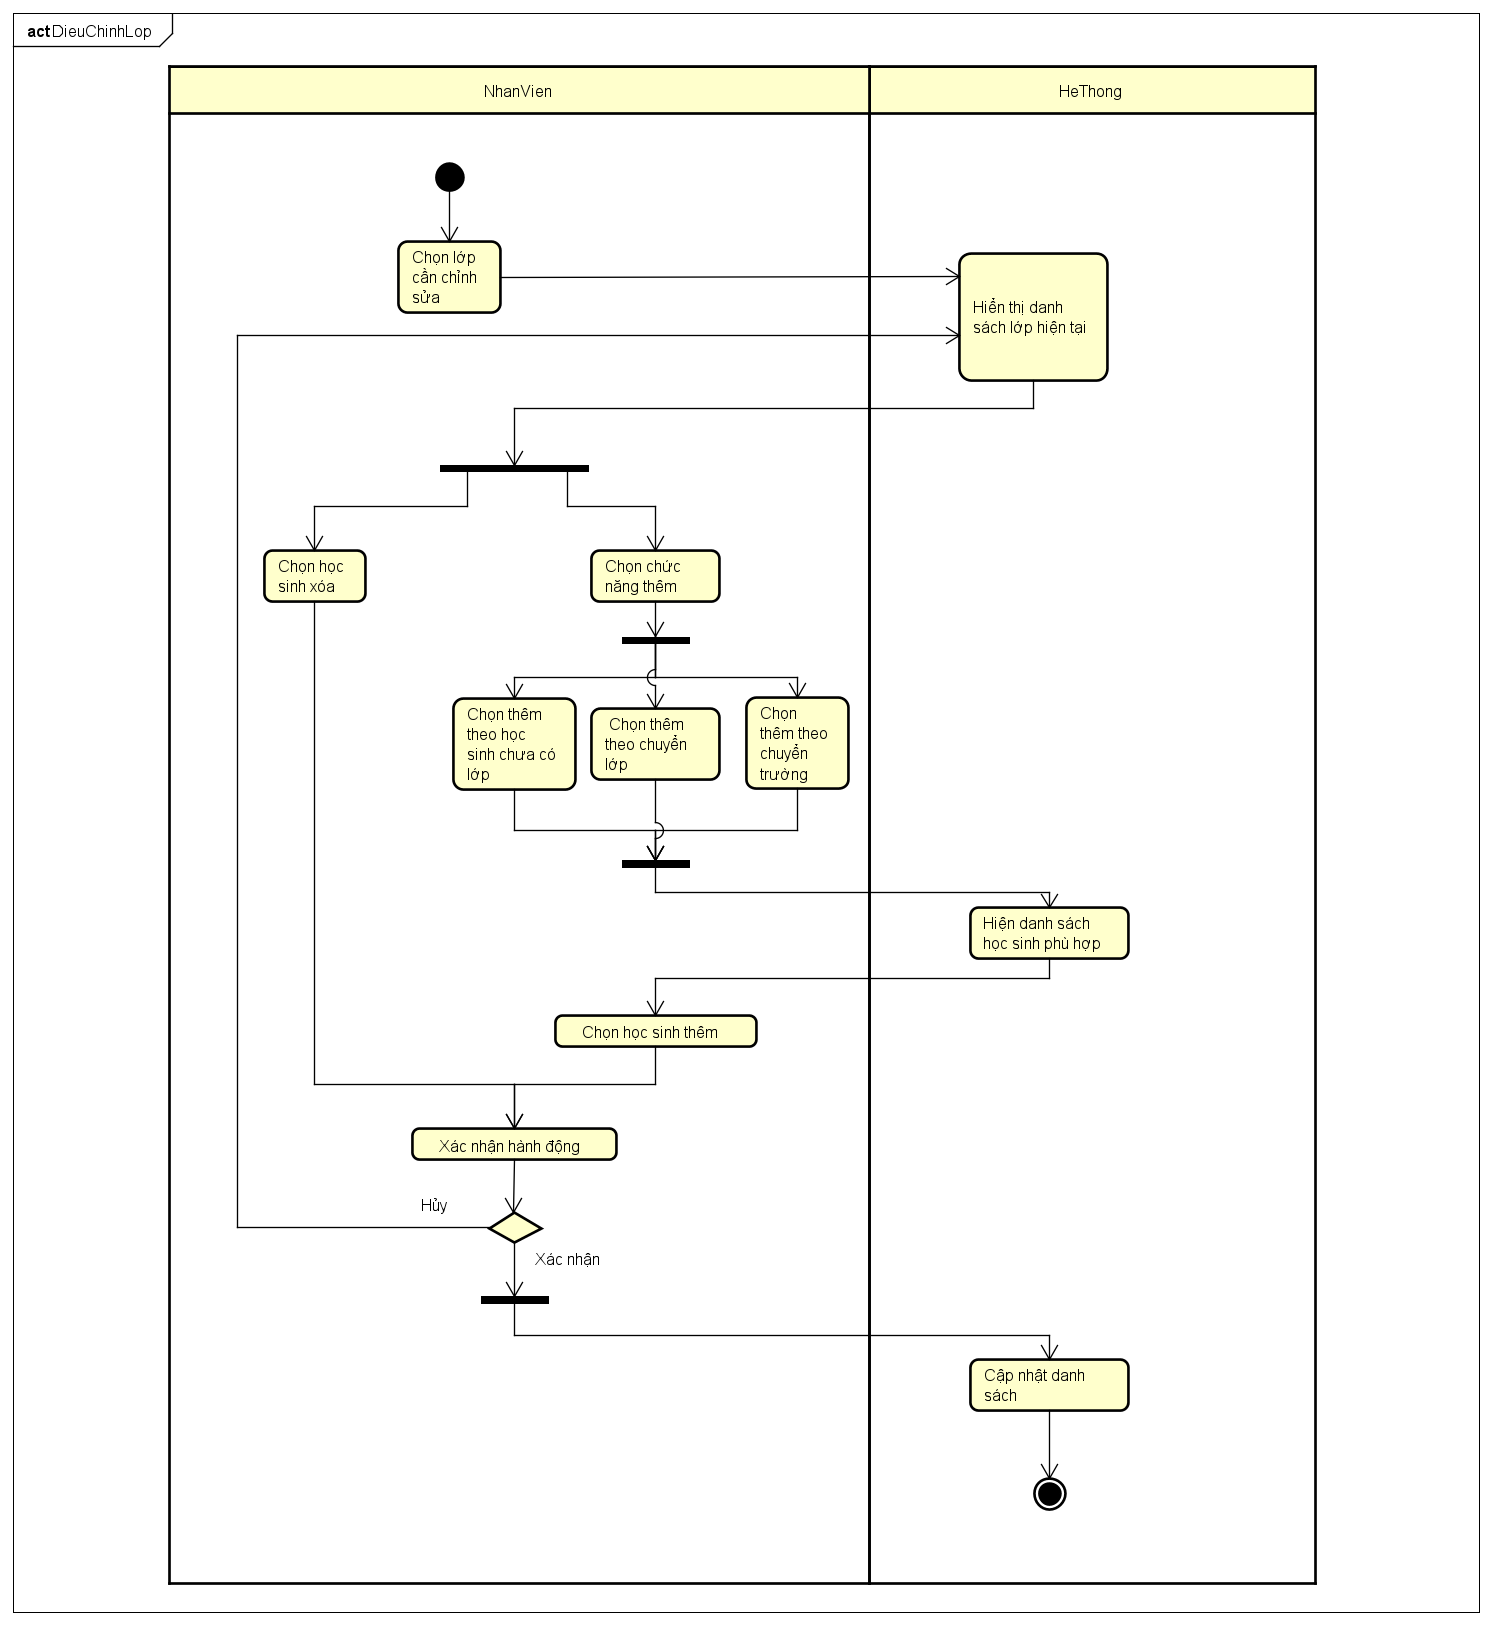 act DieuChinhLop
NhanVien
HeThong
Chọn lớp
cần chỉnh
sửa
Hiển thị danh
sách lớp hiện tại
Chọn học
sinh xóa
Chọn chức
năng thêm
Chọn thêm
theo học
sinh chưa có
lớp
Chọn thêm
theo chuyển
lớp
Chọn
thêm theo
chuyển
trường
Hiện danh sách
học sinh phù hợp
Chọn học sinh thêm
Xác nhận hành động
Hủy
Xác nhận
Cập nhật danh
sách